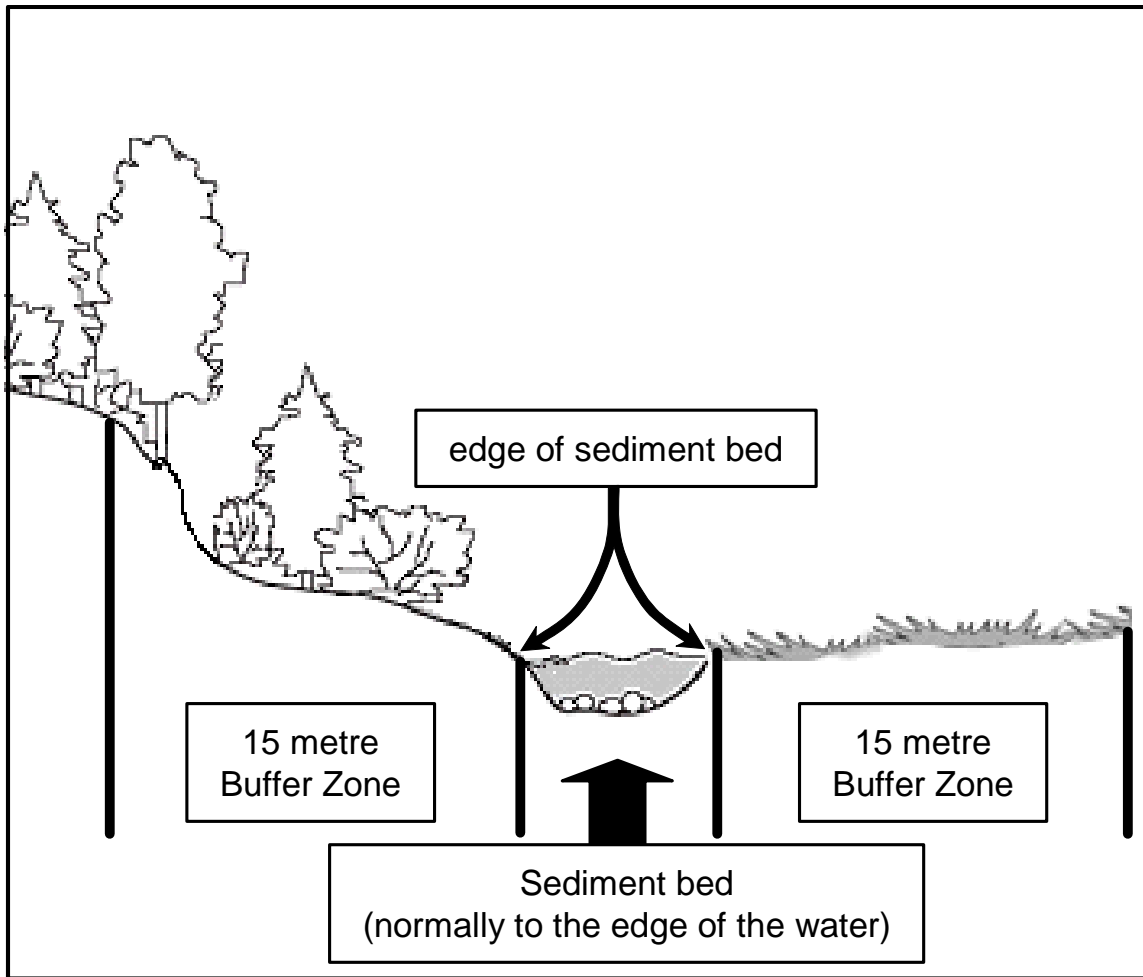 edge of sediment bed
15 metre
Buffer Zone
15 metre
Buffer Zone
Sediment bed
(normally to the edge of the water)